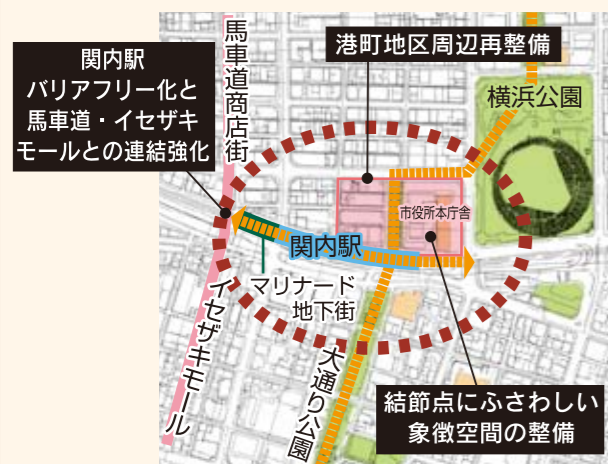 関内駅
バリアフリー化と
馬車道・イセザキ
モールとの連結強化
馬車道商店街
港町地区周辺再整備
横浜公園
市役所本庁舎
関内駅
マリナード
地下街
イセザキモール
大通り公園
結節点にふさわしい
象徴空間の整備